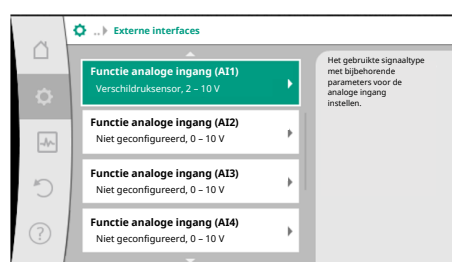 ..▸ Externe interfaces
Functie analoge ingang (AI1)
Verschildruksensor, 2 – 10 V
Functie analoge ingang (AI2)
Niet geconfigureerd, 0 – 10 V
Functie analoge ingang (AI3)
Niet geconfigureerd, 0 – 10 V
Functie analoge ingang (AI4)
Niet geconfigureerd, 0 – 10 V
Het gebruikte signaaltype
met bijbehorende
parameters voor de
analoge ingang
instellen.